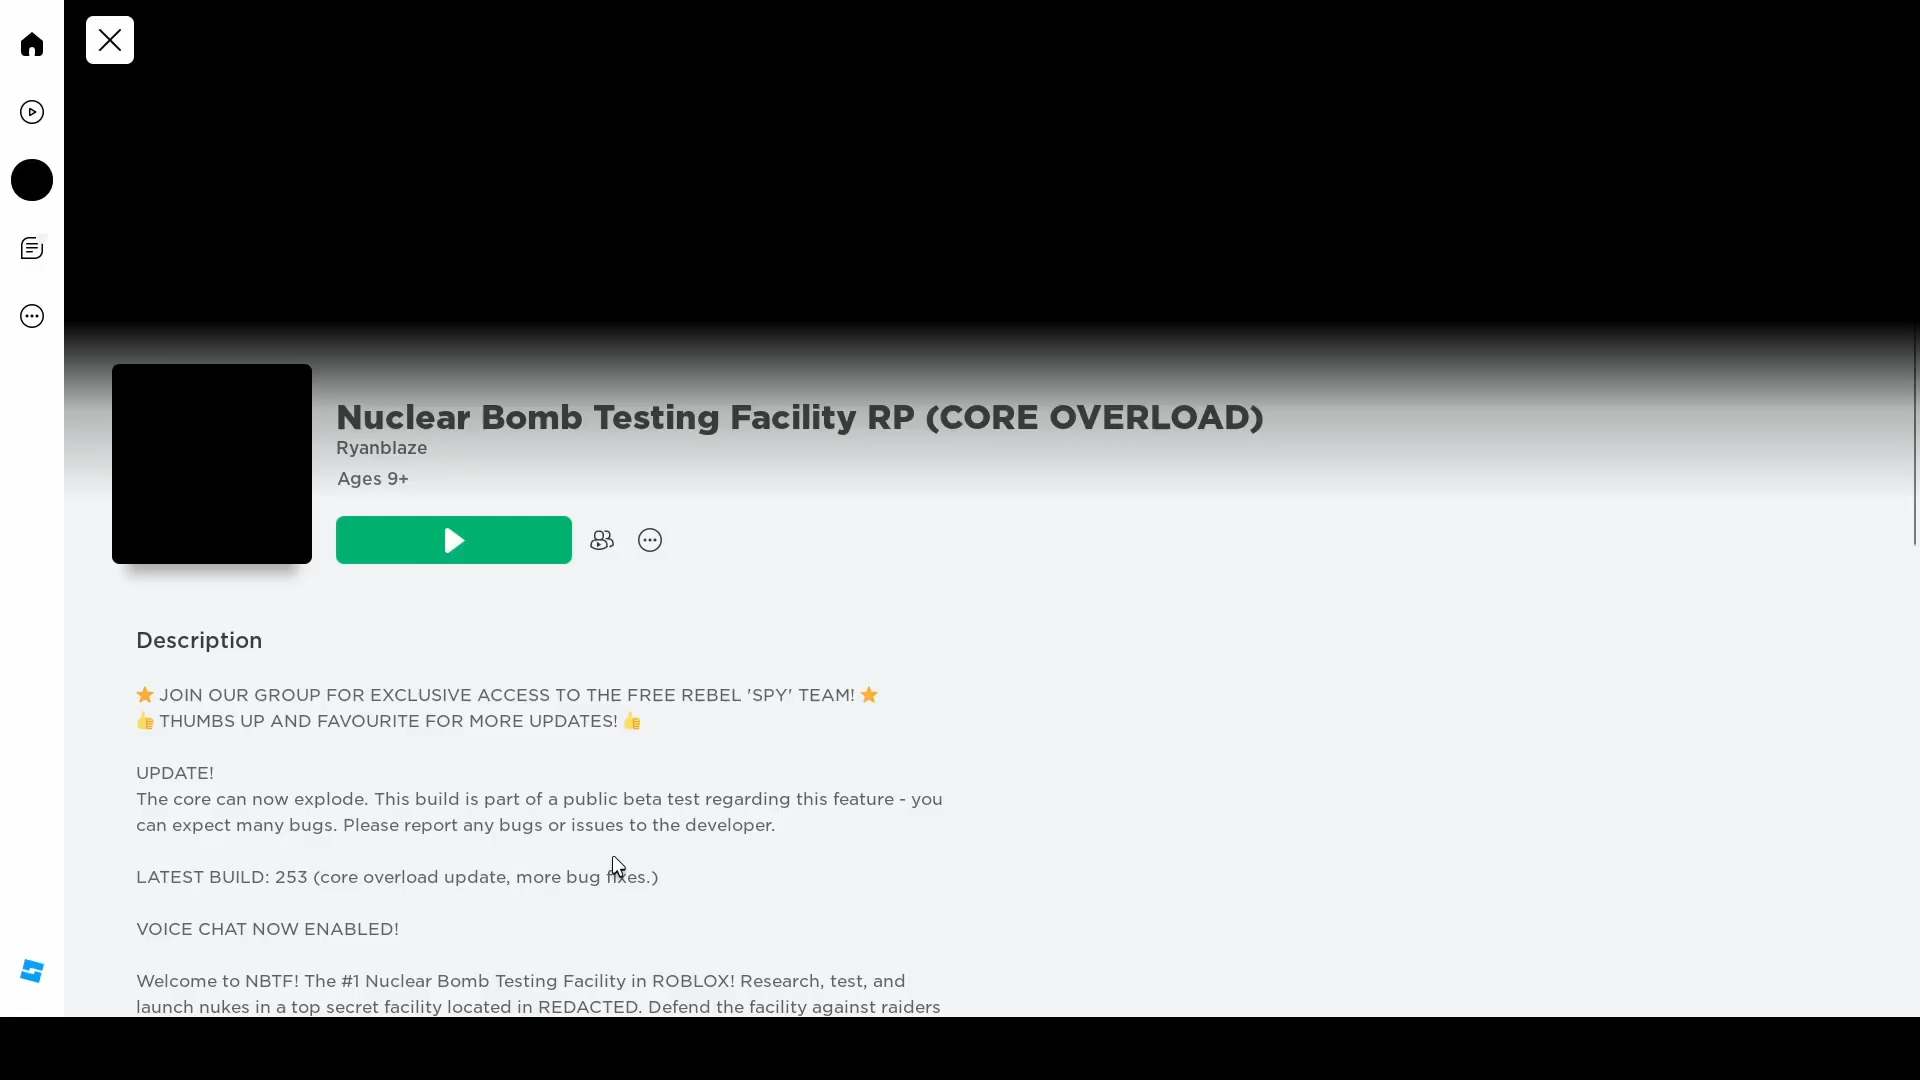 Nuclear Bomb Testing Facility RP (CORE OVERLOAD)
Ryanblaze
Ages 9+
Description
⭐ JOIN OUR GROUP FOR EXCLUSIVE ACCESS TO THE FREE REBEL 'SPY' TEAM! ⭐
👍 THUMBS UP AND FAVOURITE FOR MORE UPDATES! 👍
UPDATE!
The core can now explode. This build is part of a public beta test regarding this feature - you
can expect many bugs. Please report any bugs or issues to the developer.
LATEST BUILD: 253 (core overload update, more bug fixes.)
VOICE CHAT NOW ENABLED!
Welcome to NBTF! The #1 Nuclear Bomb Testing Facility in ROBLOX! Research, test, and
launch nukes in a top secret facility located in REDACTED. Defend the facility against raiders